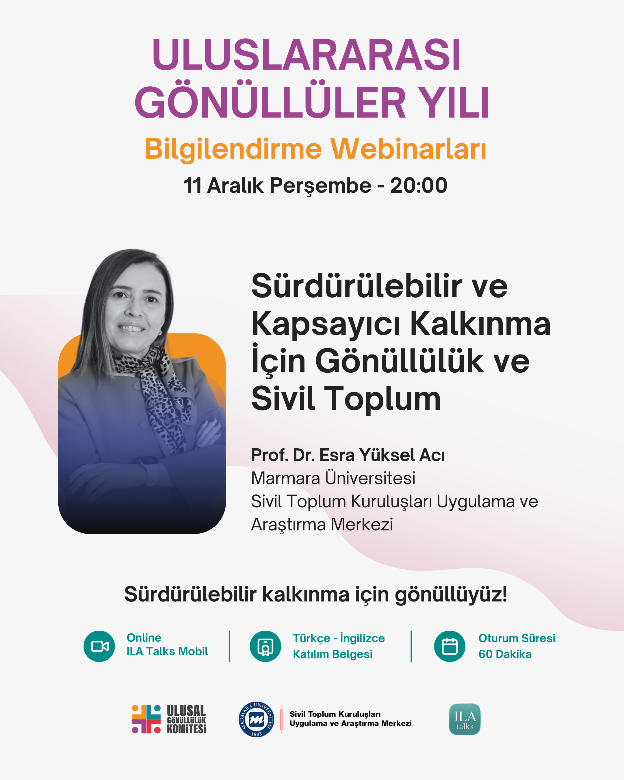 ULUSLARARASI
GÖNÜLLÜLER YILI
Bilgilendirme Webinarları
11 Aralık Perşembe - 20:00
Sürdürülebilir ve
Kapsayıcı Kalkınma
İçin Gönüllülük ve
Sivil Toplum
Prof. Dr. Esra Yüksel Acı
Marmara Üniversitesi
Sivil Toplum Kuruluşları Uygulama ve
Araştırma Merkezi
Sürdürülebilir kalkınma için gönüllüyüz!
Online
ILA Talks Mobil
Türkçe - İngilizce
Katılım Belgesi
Oturum Süresi
60 Dakika
ULUSAL
GÖNÜLLÜLÜK
KOMİTESİ
Sivil Toplum Kuruluşları
Uygulama ve Araştırma Merkezi
ILA
talks